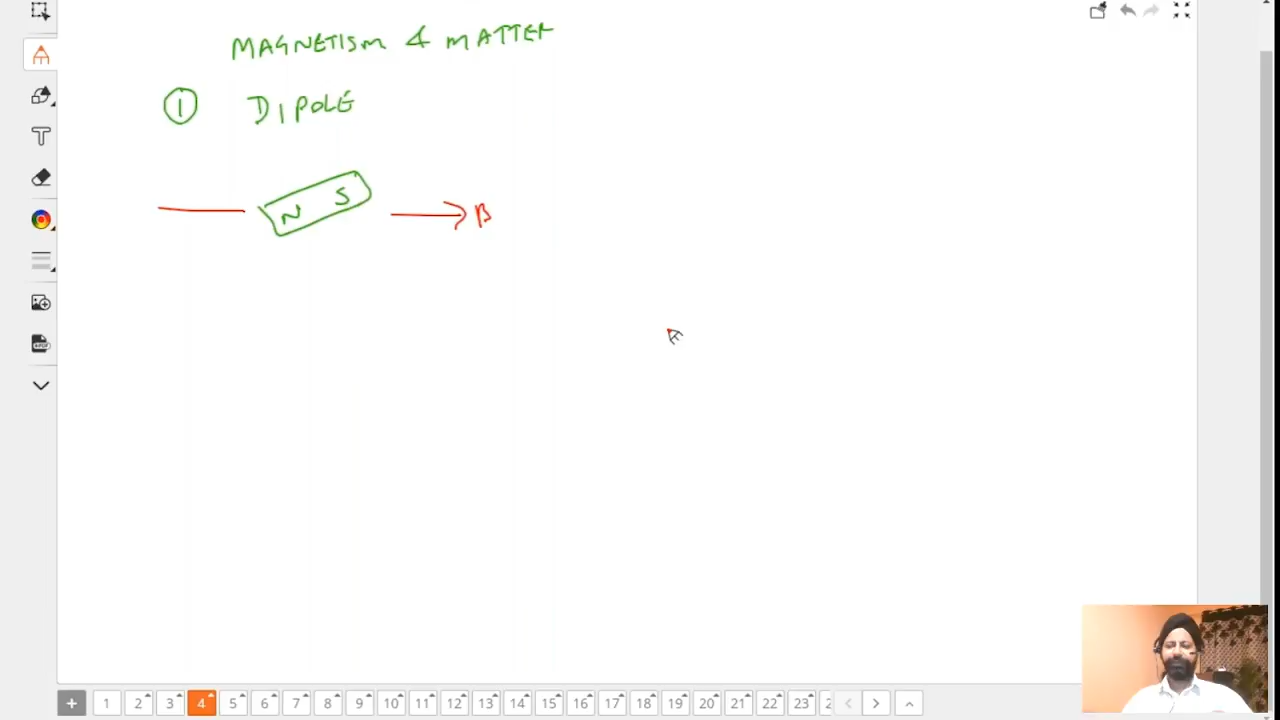 MAGNETISM & MATTER
① DIPOLE
N S B
T
+ 1 2 3 4 5 6 7 8 9 10 11 12 13 14 15 16 17 18 19 20 21 22 23 2